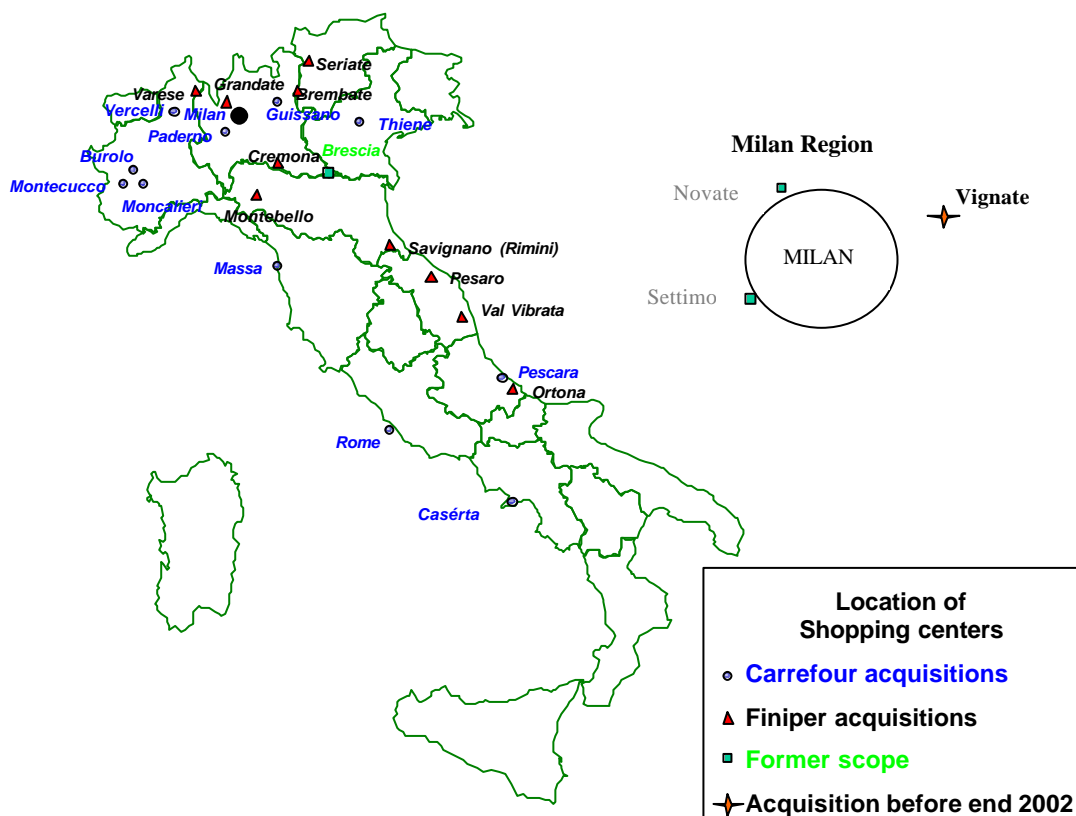 Seriate
Varese
Grandate
Brembate
Vercelli
Milan
Guissano
Thiene
Paderno
Brescia
Burolo
Cremona
Montecucco
Moncalieri
Montebello
Savignano (Rimini)
Massa
Pesaro
Val Vibrata
Pescara
Ortona
Rome
Casérta
Milan Region
Novate
Vignate
MILAN
Settimo
Location of
Shopping centers
Carrefour acquisitions
Finiper acquisitions
Former scope
Acquisition before end 2002